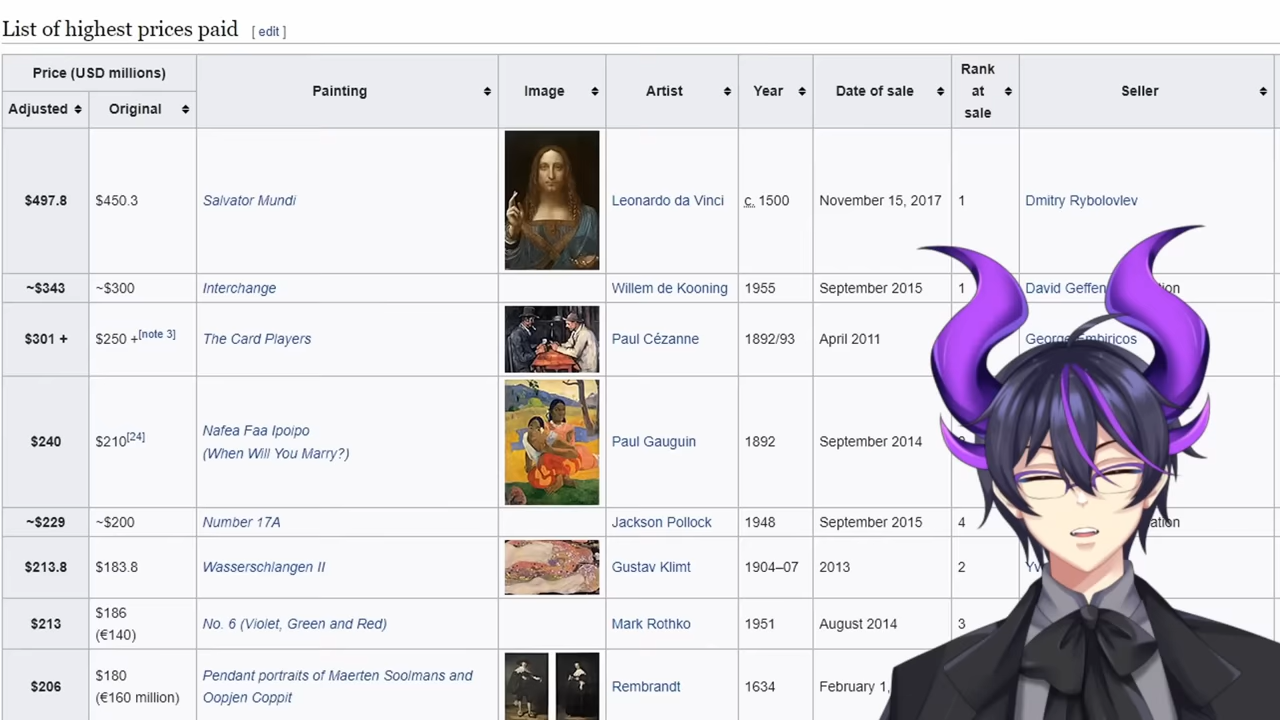 List of highest prices paid [ edit ]
Price (USD millions) Painting Image Artist Year Date of sale Rank at sale Seller
Adjusted Original
$497.8 $450.3 Salvator Mundi Leonardo da Vinci c. 1500 November 15, 2017 1 Dmitry Rybolovlev
~$343 ~$300 Interchange Willem de Kooning 1955 September 2015 1 David Geffen
$301 + $250 +[note 3] The Card Players Paul Cézanne 1892/93 April 2011 George Embiricos
$240 $210[24] Nafea Faa Ipoipo
(When Will You Marry?) Paul Gauguin 1892 September 2014
~$229 ~$200 Number 17A Jackson Pollock 1948 September 2015 4
$213.8 $183.8 Wasserschlangen II Gustav Klimt 1904–07 2013 2
$213 $186
(€140) No. 6 (Violet, Green and Red) Mark Rothko 1951 August 2014 3
$206 $180
(€160 million) Pendant portraits of Maerten Soolmans and
Oopjen Coppit Rembrandt 1634 February 1,